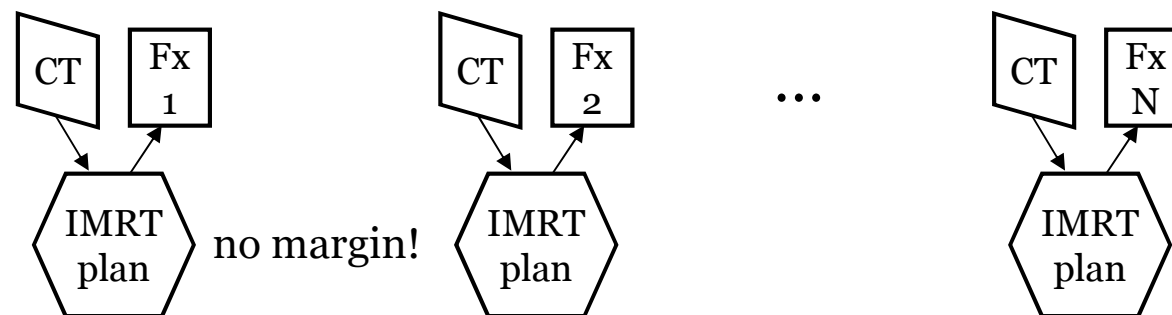 CT
Fx
1
IMRT
plan
no margin!
CT
Fx
2
IMRT
plan
...
CT
Fx
N
IMRT
plan